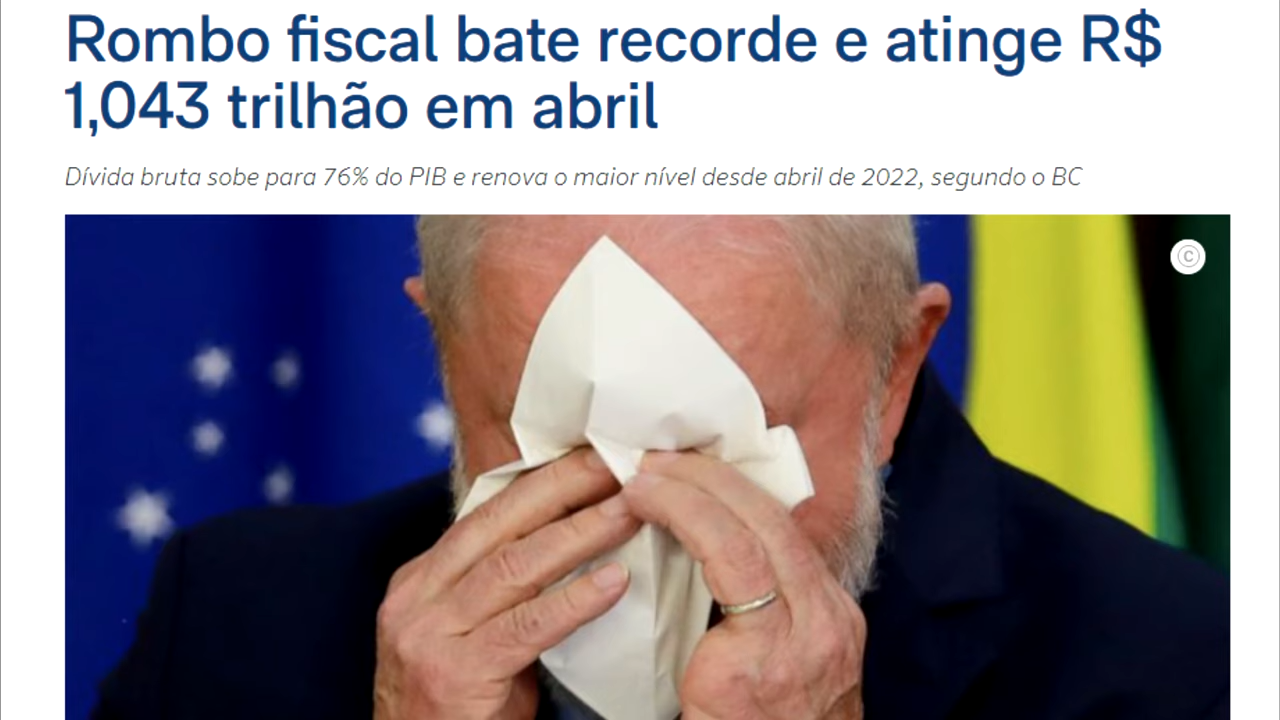 Rombo fiscal bate recorde e atinge R$
1,043 trilhão em abril
Dívida bruta sobe para 76% do PIB e renova o maior nível desde abril de 2022, segundo o BC
©